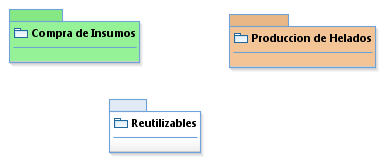 Compra de Insumos
Produccion de Helados
Reutilizables